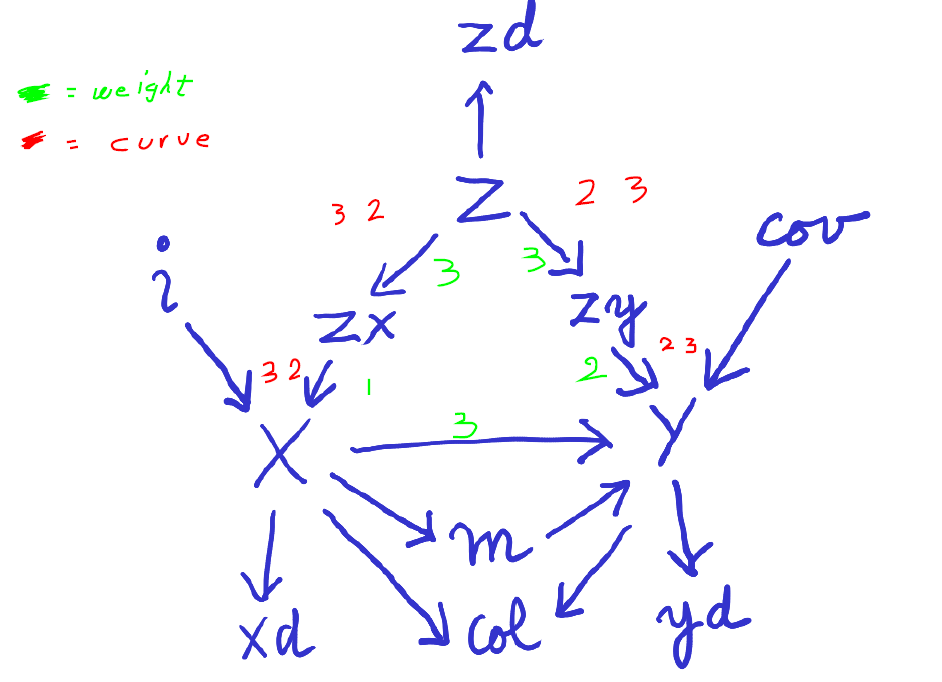 zd
= weight
= curve
3 2
Z
2 3
cov
i
3
3
zx
zy
2 3
3 2
1
2
3
X
Y
m
xd
col
yd